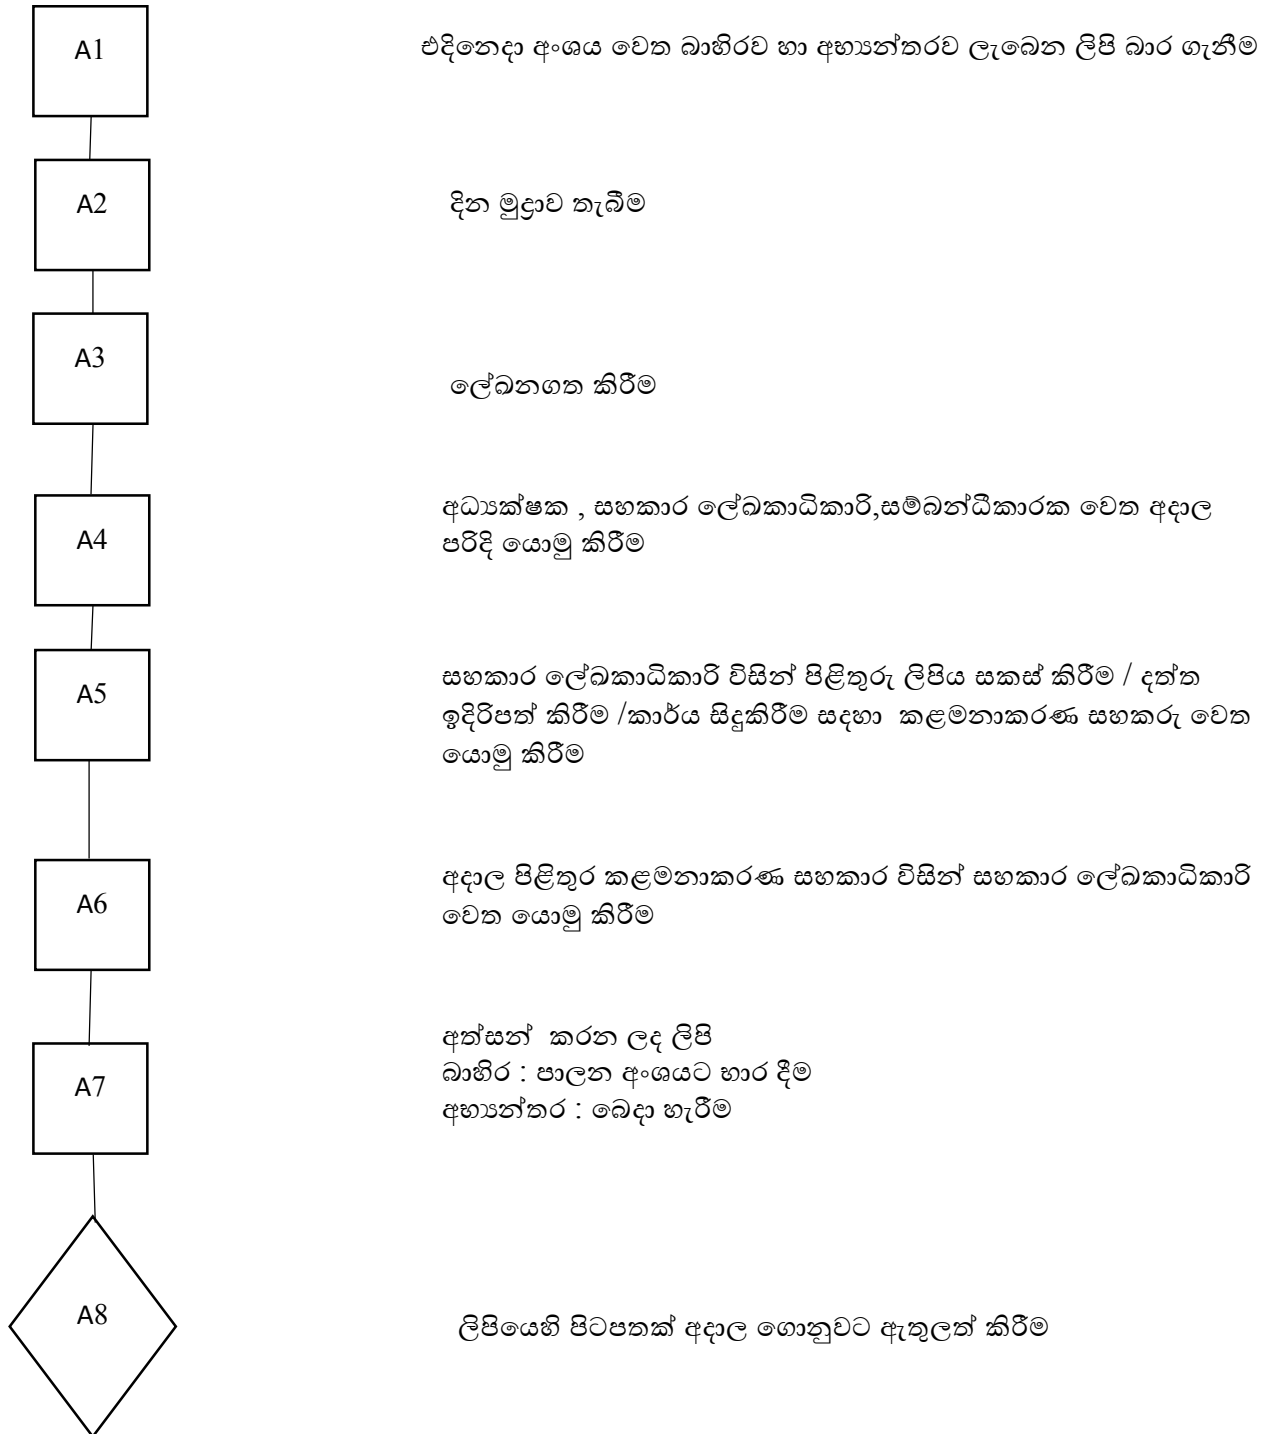 A1
එදිනෙදා අංශය වෙත බාහිරව හා අභ්‍යන්තරව ලැබෙන ලිපි බාර ගැනීම
A2
දින මුද්‍රාව තැබීම
A3
ලේඛනගත කිරීම
A4
අධ්‍යක්ෂක , සහකාර ලේඛකාධිකාරි,සම්බන්ධීකාරක වෙත අදාල
පරිදි යොමු කිරීම
A5
සහකාර ලේඛකාධිකාරි විසින් පිළිතුරු ලිපිය සකස් කිරීම / දත්ත
ඉදිරිපත් කිරීම /කාර්ය සිදුකිරීම සදහා කළමනාකරණ සහකරු වෙත
යොමු කිරීම
A6
අදාල පිළිතුර කළමනාකරණ සහකාර විසින් සහකාර ලේඛකාධිකාරි
වෙත යොමු කිරීම
A7
අත්සන් කරන ලද ලිපි
බාහිර : පාලන අංශයට භාර දීම
අභ්‍යන්තර : බෙදා හැරීම
A8
ලිපියෙහි පිටපතක් අදාල ගොනුවට ඇතුලත් කිරීම